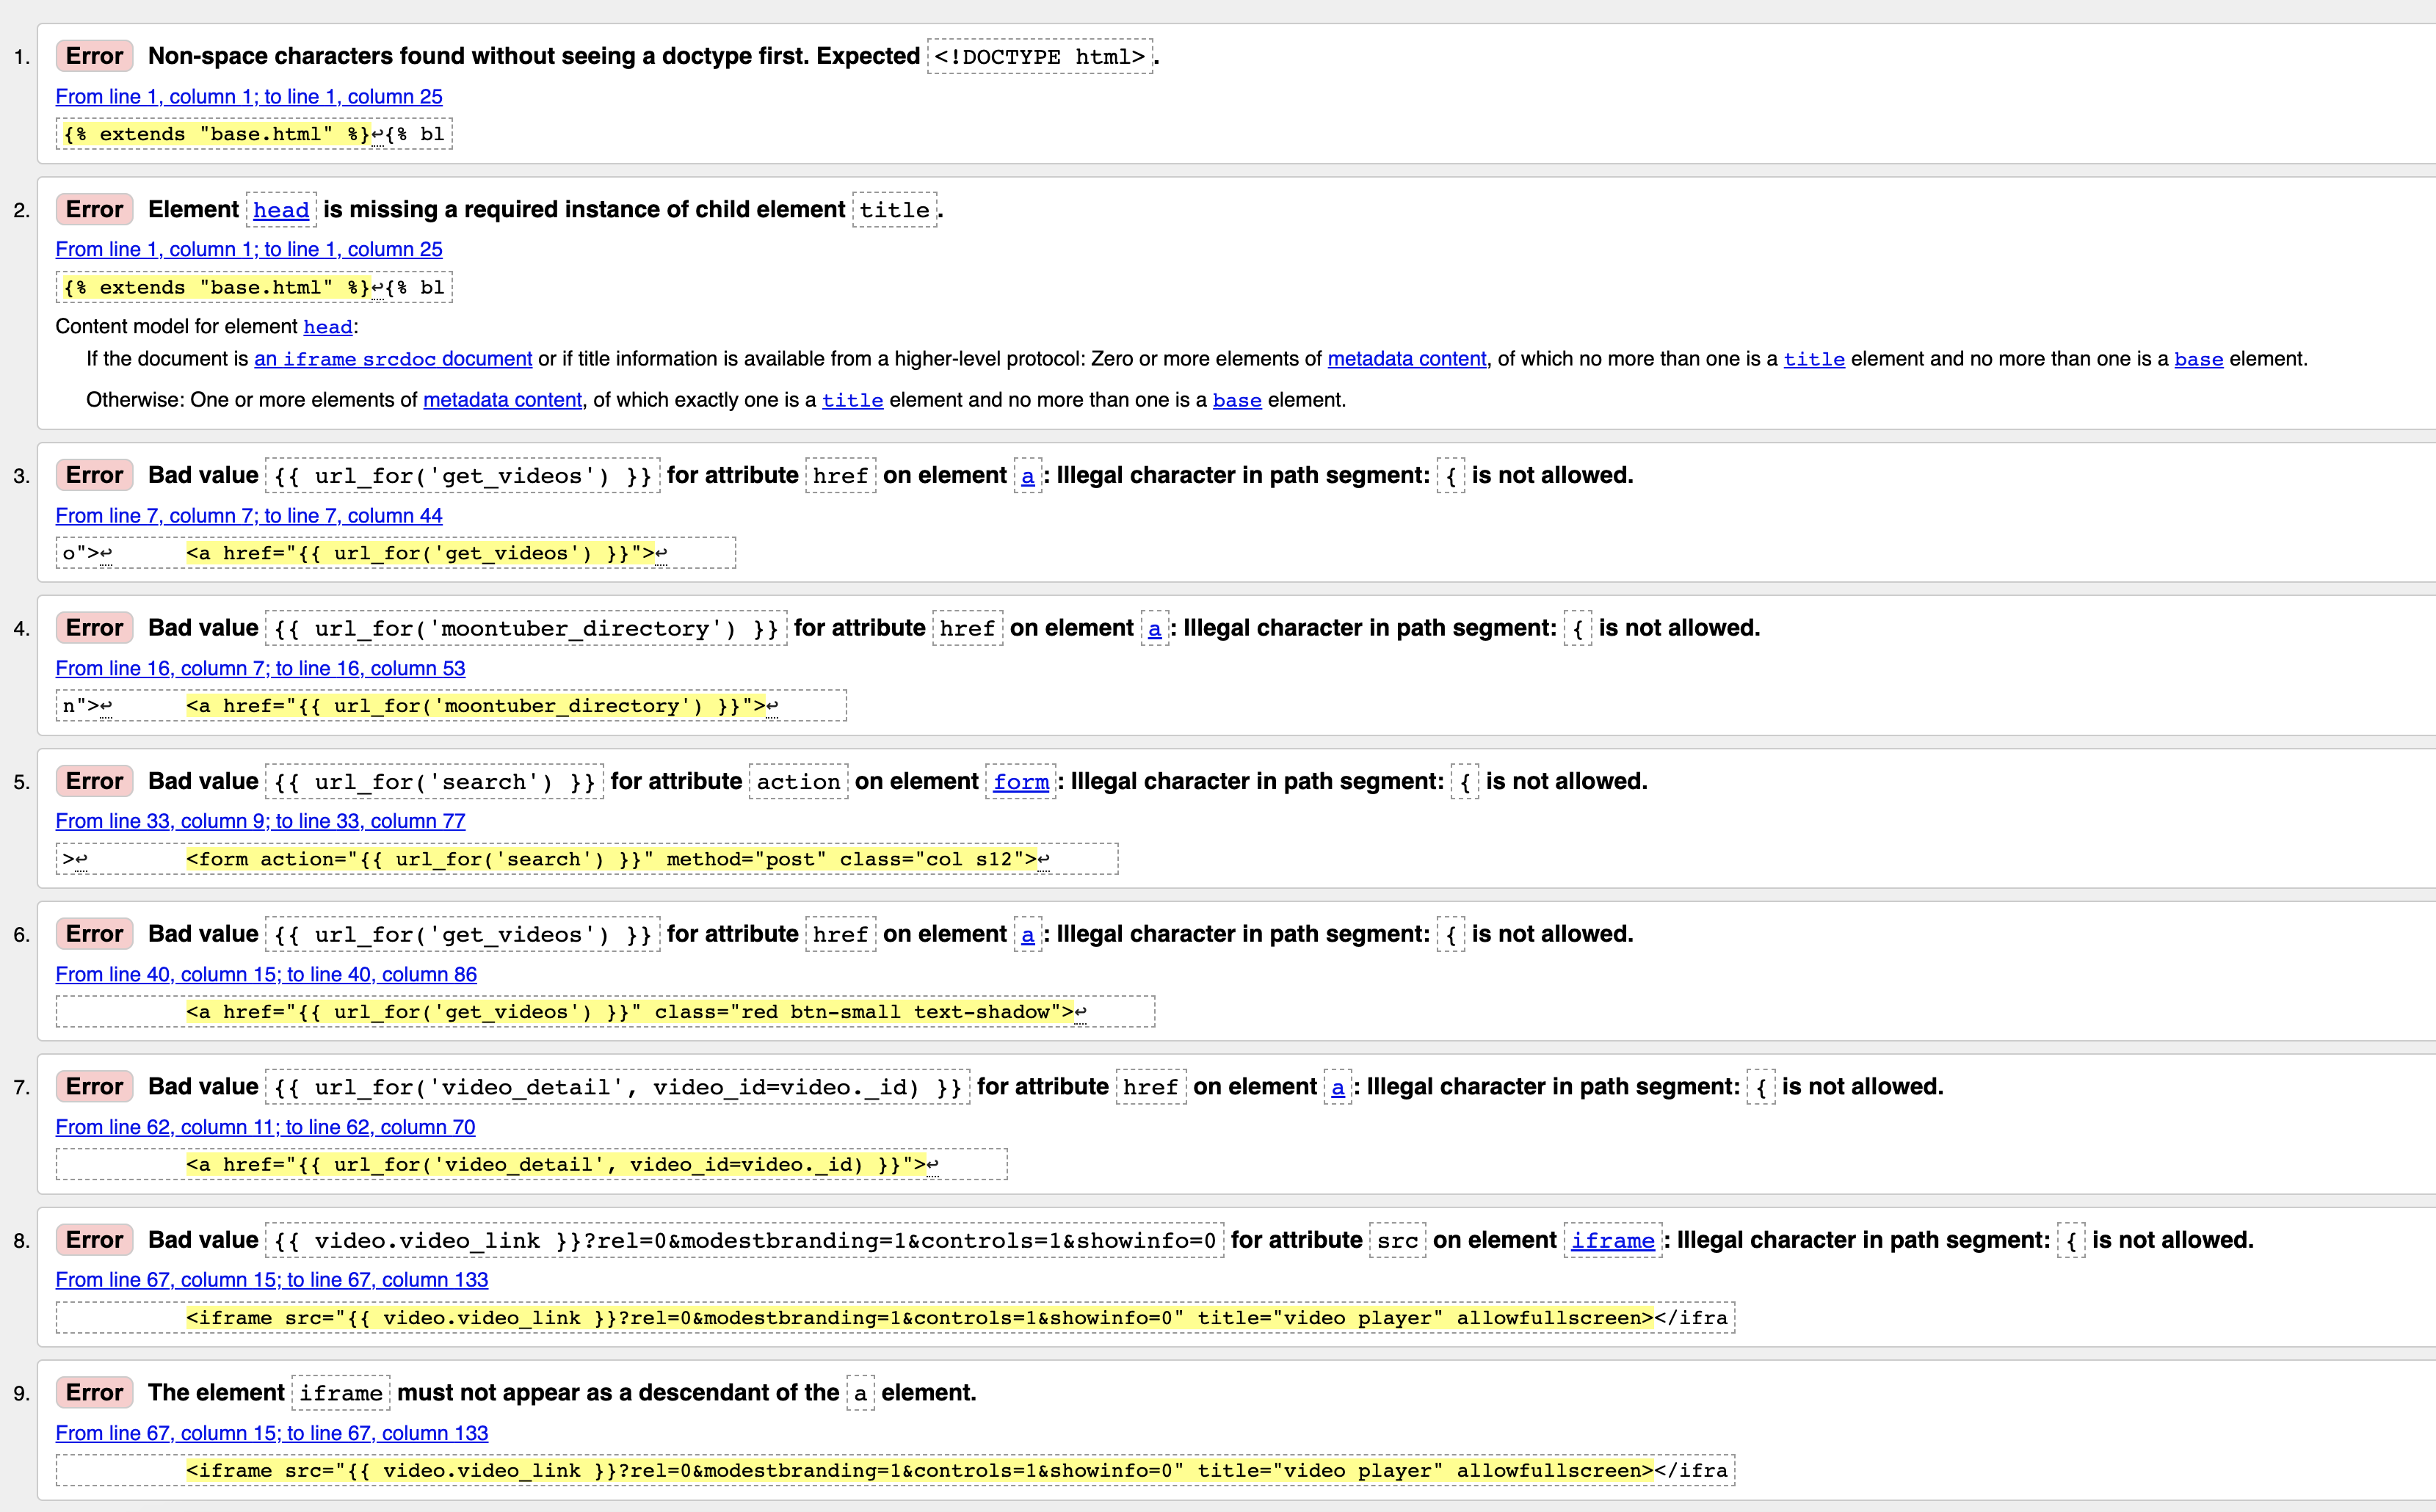 1. Error Non-space characters found without seeing a doctype first. Expected <!DOCTYPE html>.
From line 1, column 1; to line 1, column 25
{% extends "base.html" %}↩{% bl
2. Error Element head is missing a required instance of child element title.
From line 1, column 1; to line 1, column 25
{% extends "base.html" %}↩{% bl
Content model for element head:
If the document is an iframe srcdoc document or if title information is available from a higher-level protocol: Zero or more elements of metadata content, of which no more than one is a title element and no more than one is a base element.
Otherwise: One or more elements of metadata content, of which exactly one is a title element and no more than one is a base element.
3. Error Bad value {{ url_for('get_videos') }} for attribute href on element a: Illegal character in path segment: { is not allowed.
From line 7, column 7; to line 7, column 44
o">↩      <a href="{{ url_for('get_videos') }}">↩
4. Error Bad value {{ url_for('moontuber_directory') }} for attribute href on element a: Illegal character in path segment: { is not allowed.
From line 16, column 7; to line 16, column 53
n">↩      <a href="{{ url_for('moontuber_directory') }}">↩
5. Error Bad value {{ url_for('search') }} for attribute action on element form: Illegal character in path segment: { is not allowed.
From line 33, column 9; to line 33, column 77
>↩        <form action="{{ url_for('search') }}" method="post" class="col s12">↩
6. Error Bad value {{ url_for('get_videos') }} for attribute href on element a: Illegal character in path segment: { is not allowed.
From line 40, column 15; to line 40, column 86
<a href="{{ url_for('get_videos') }}" class="red btn-small text-shadow">↩
7. Error Bad value {{ url_for('video_detail', video_id=video._id) }} for attribute href on element a: Illegal character in path segment: { is not allowed.
From line 62, column 11; to line 62, column 70
<a href="{{ url_for('video_detail', video_id=video._id) }}">↩
8. Error Bad value {{ video.video_link }}?rel=0&modestbranding=1&controls=1&showinfo=0 for attribute src on element iframe: Illegal character in path segment: { is not allowed.
From line 67, column 15; to line 67, column 133
<iframe src="{{ video.video_link }}?rel=0&modestbranding=1&controls=1&showinfo=0" title="video player" allowfullscreen></ifra
9. Error The element iframe must not appear as a descendant of the a element.
From line 67, column 15; to line 67, column 133
<iframe src="{{ video.video_link }}?rel=0&modestbranding=1&controls=1&showinfo=0" title="video player" allowfullscreen></ifra